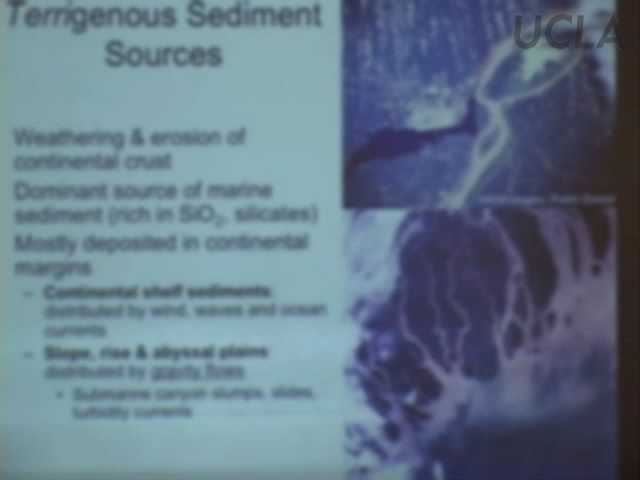 UCLA
Terrigenous Sediment
Sources
Weathering & erosion of
continental crust
Dominant source of marine
sediment (rich in SiO₂, silicates)
Mostly deposited in continental
margins
– Continental shelf sediments:
distributed by wind, waves and ocean
currents
– Slope, rise & abyssal plains:
distributed by gravity flows
• Submarine canyon slumps, slides,
turbidity currents